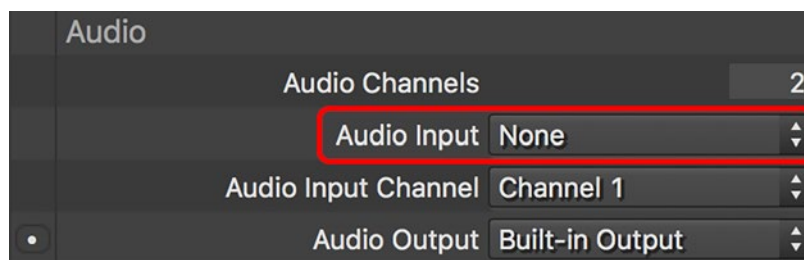 Audio
Audio Channels 2
Audio Input None
Audio Input Channel Channel 1
Audio Output Built-in Output